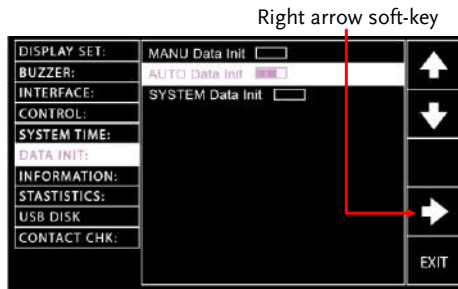 Right arrow soft-key
DISPLAY SET:
BUZZER:
INTERFACE:
CONTROL:
SYSTEM TIME:
DATA INIT:
INFORMATION:
STASTISTICS:
USB DISK
CONTACT CHK:
MANU Data Init
AUTO Data Init
SYSTEM Data Init
EXIT